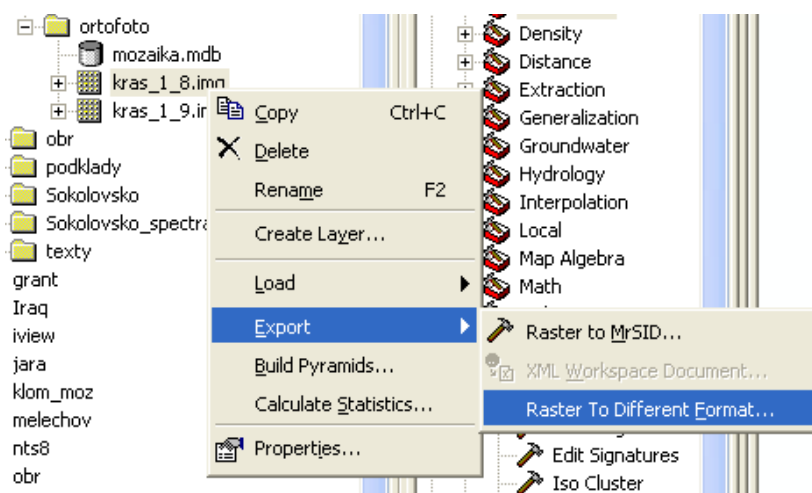 ortofoto
mozaika.mdb
kras_1_8.img
kras_1_9.im
obr
podklady
Sokolovsko
Sokolovsko_spectra
texty
grant
Iraq
iview
jara
klom_moz
melechov
nts8
obr
Copy Ctrl+C
Delete
Rename F2
Create Layer...
Load
Export
Build Pyramids...
Calculate Statistics...
Properties...
Density
Distance
Extraction
Generalization
Groundwater
Hydrology
Interpolation
Local
Map Algebra
Math
Raster to MrSID...
XML Workspace Document...
Raster To Different Format...
Edit Signatures
Iso Cluster